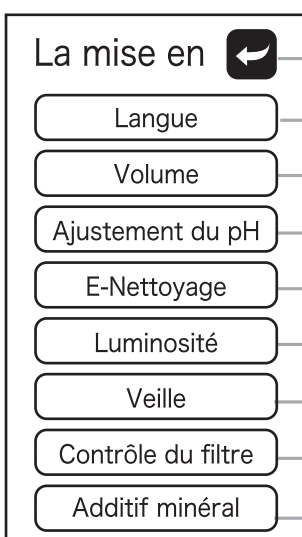 La mise en
Langue
Volume
Ajustement du pH
E-Nettoyage
Luminosité
Veille
Contrôle du filtre
Additif minéral